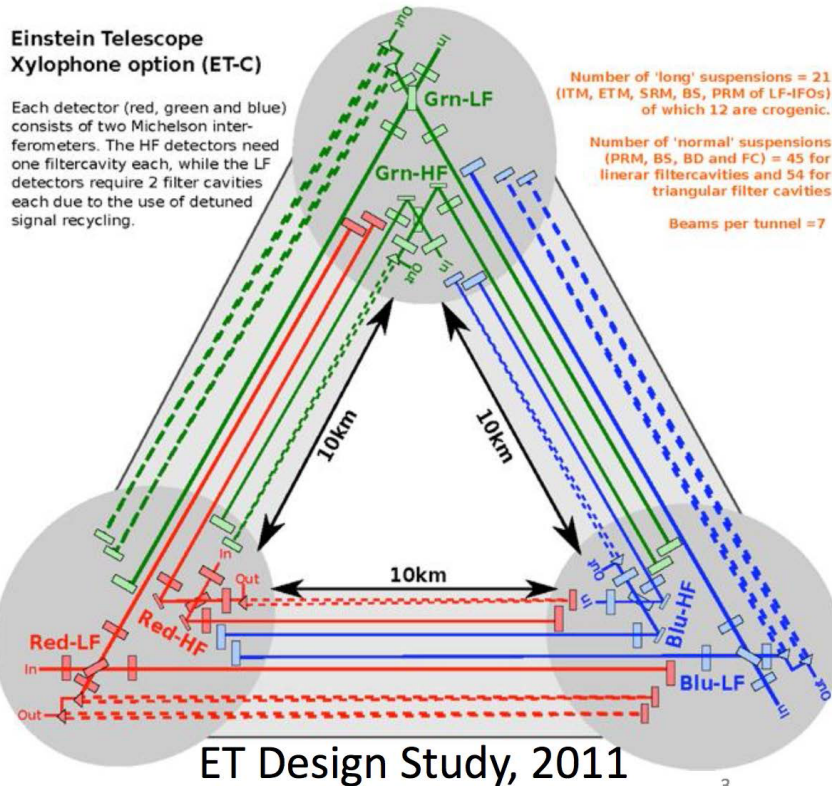 Einstein Telescope
Xylophone option (ET-C)
Each detector (red, green and blue)
consists of two Michelson inter-
ferometers. The HF detectors need
one filtercavity each, while the LF
detectors require 2 filter cavities
each due to the use of detuned
signal recycling.
Number of 'long' suspensions = 21
(ITM, ETM, SRM, BS, PRM of LF-IFOs)
of which 12 are crogenic.
Number of 'normal' suspensions
(PRM, BS, BD and FC) = 45 for
linerar filtercavities and 54 for
triangular filter cavities
Beams per tunnel =7
Out
In
Grn-LF
Grn-HF
Out
In
10km
10km
10km
In
Out
Red-HF
Red-LF
In
Out
Out
In
Blu-HF
Blu-LF
Out
In
ET Design Study, 2011